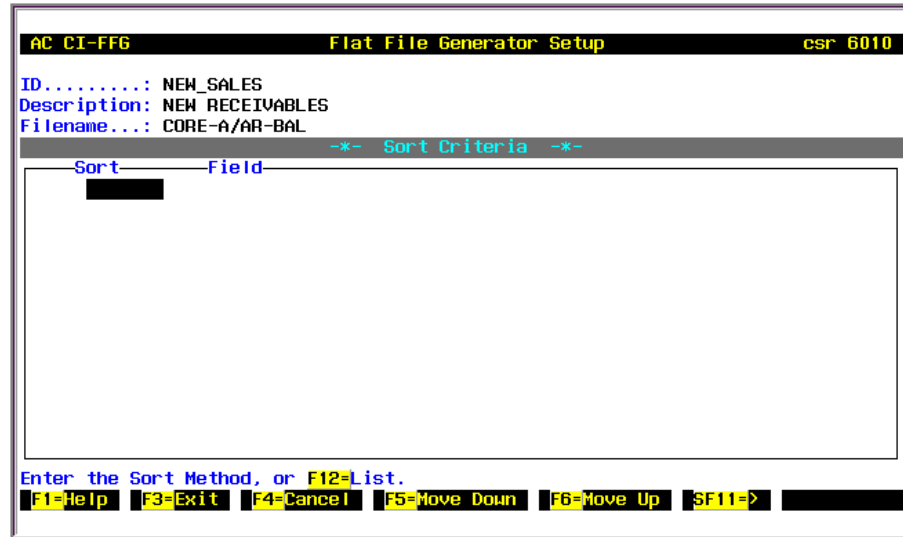 AC CI-FFG Flat File Generator Setup csr 6010
ID.........: NEW_SALES
Description: NEW RECEIVABLES
Filename...: CORE-A/AR-BAL
-*- Sort Criteria -*-
Sort Field
Enter the Sort Method, or F12=List.
F1=Help F3=Exit F4=Cancel F5=Move Down F6=Move Up SF11=>